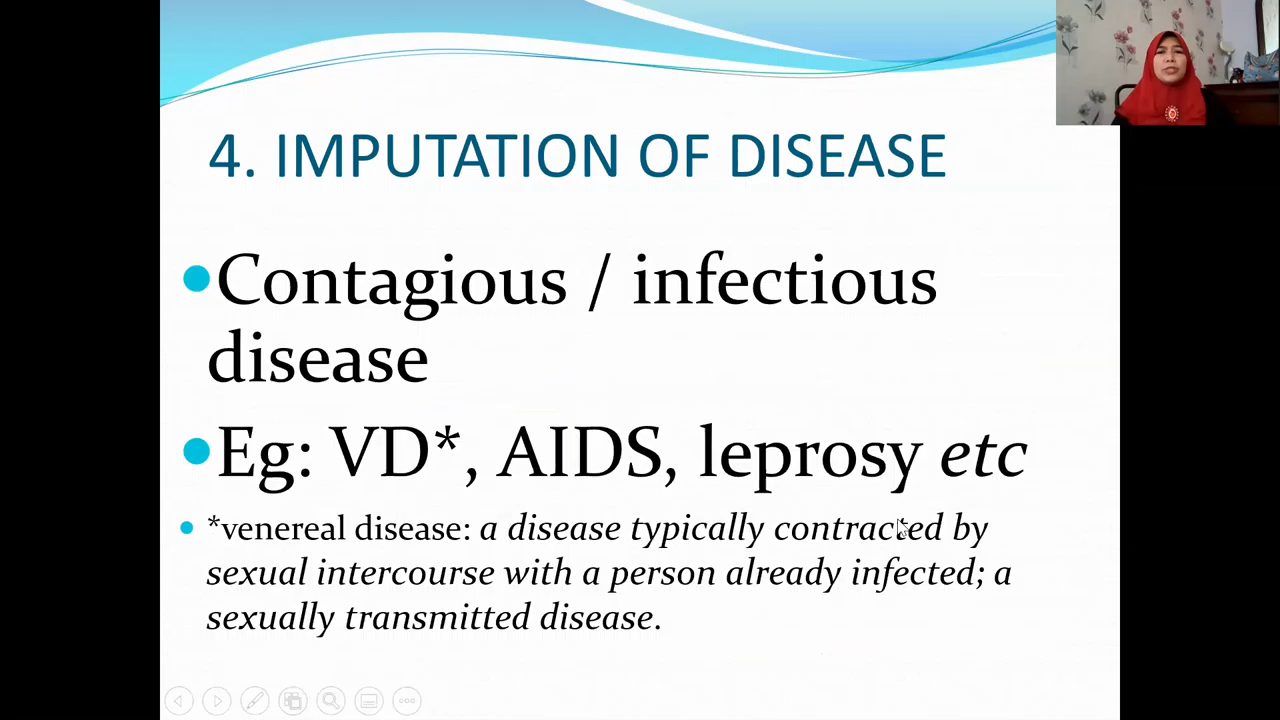 4. IMPUTATION OF DISEASE
Contagious / infectious
disease
Eg: VD*, AIDS, leprosy etc
*venereal disease: a disease typically contracted by
sexual intercourse with a person already infected; a
sexually transmitted disease.